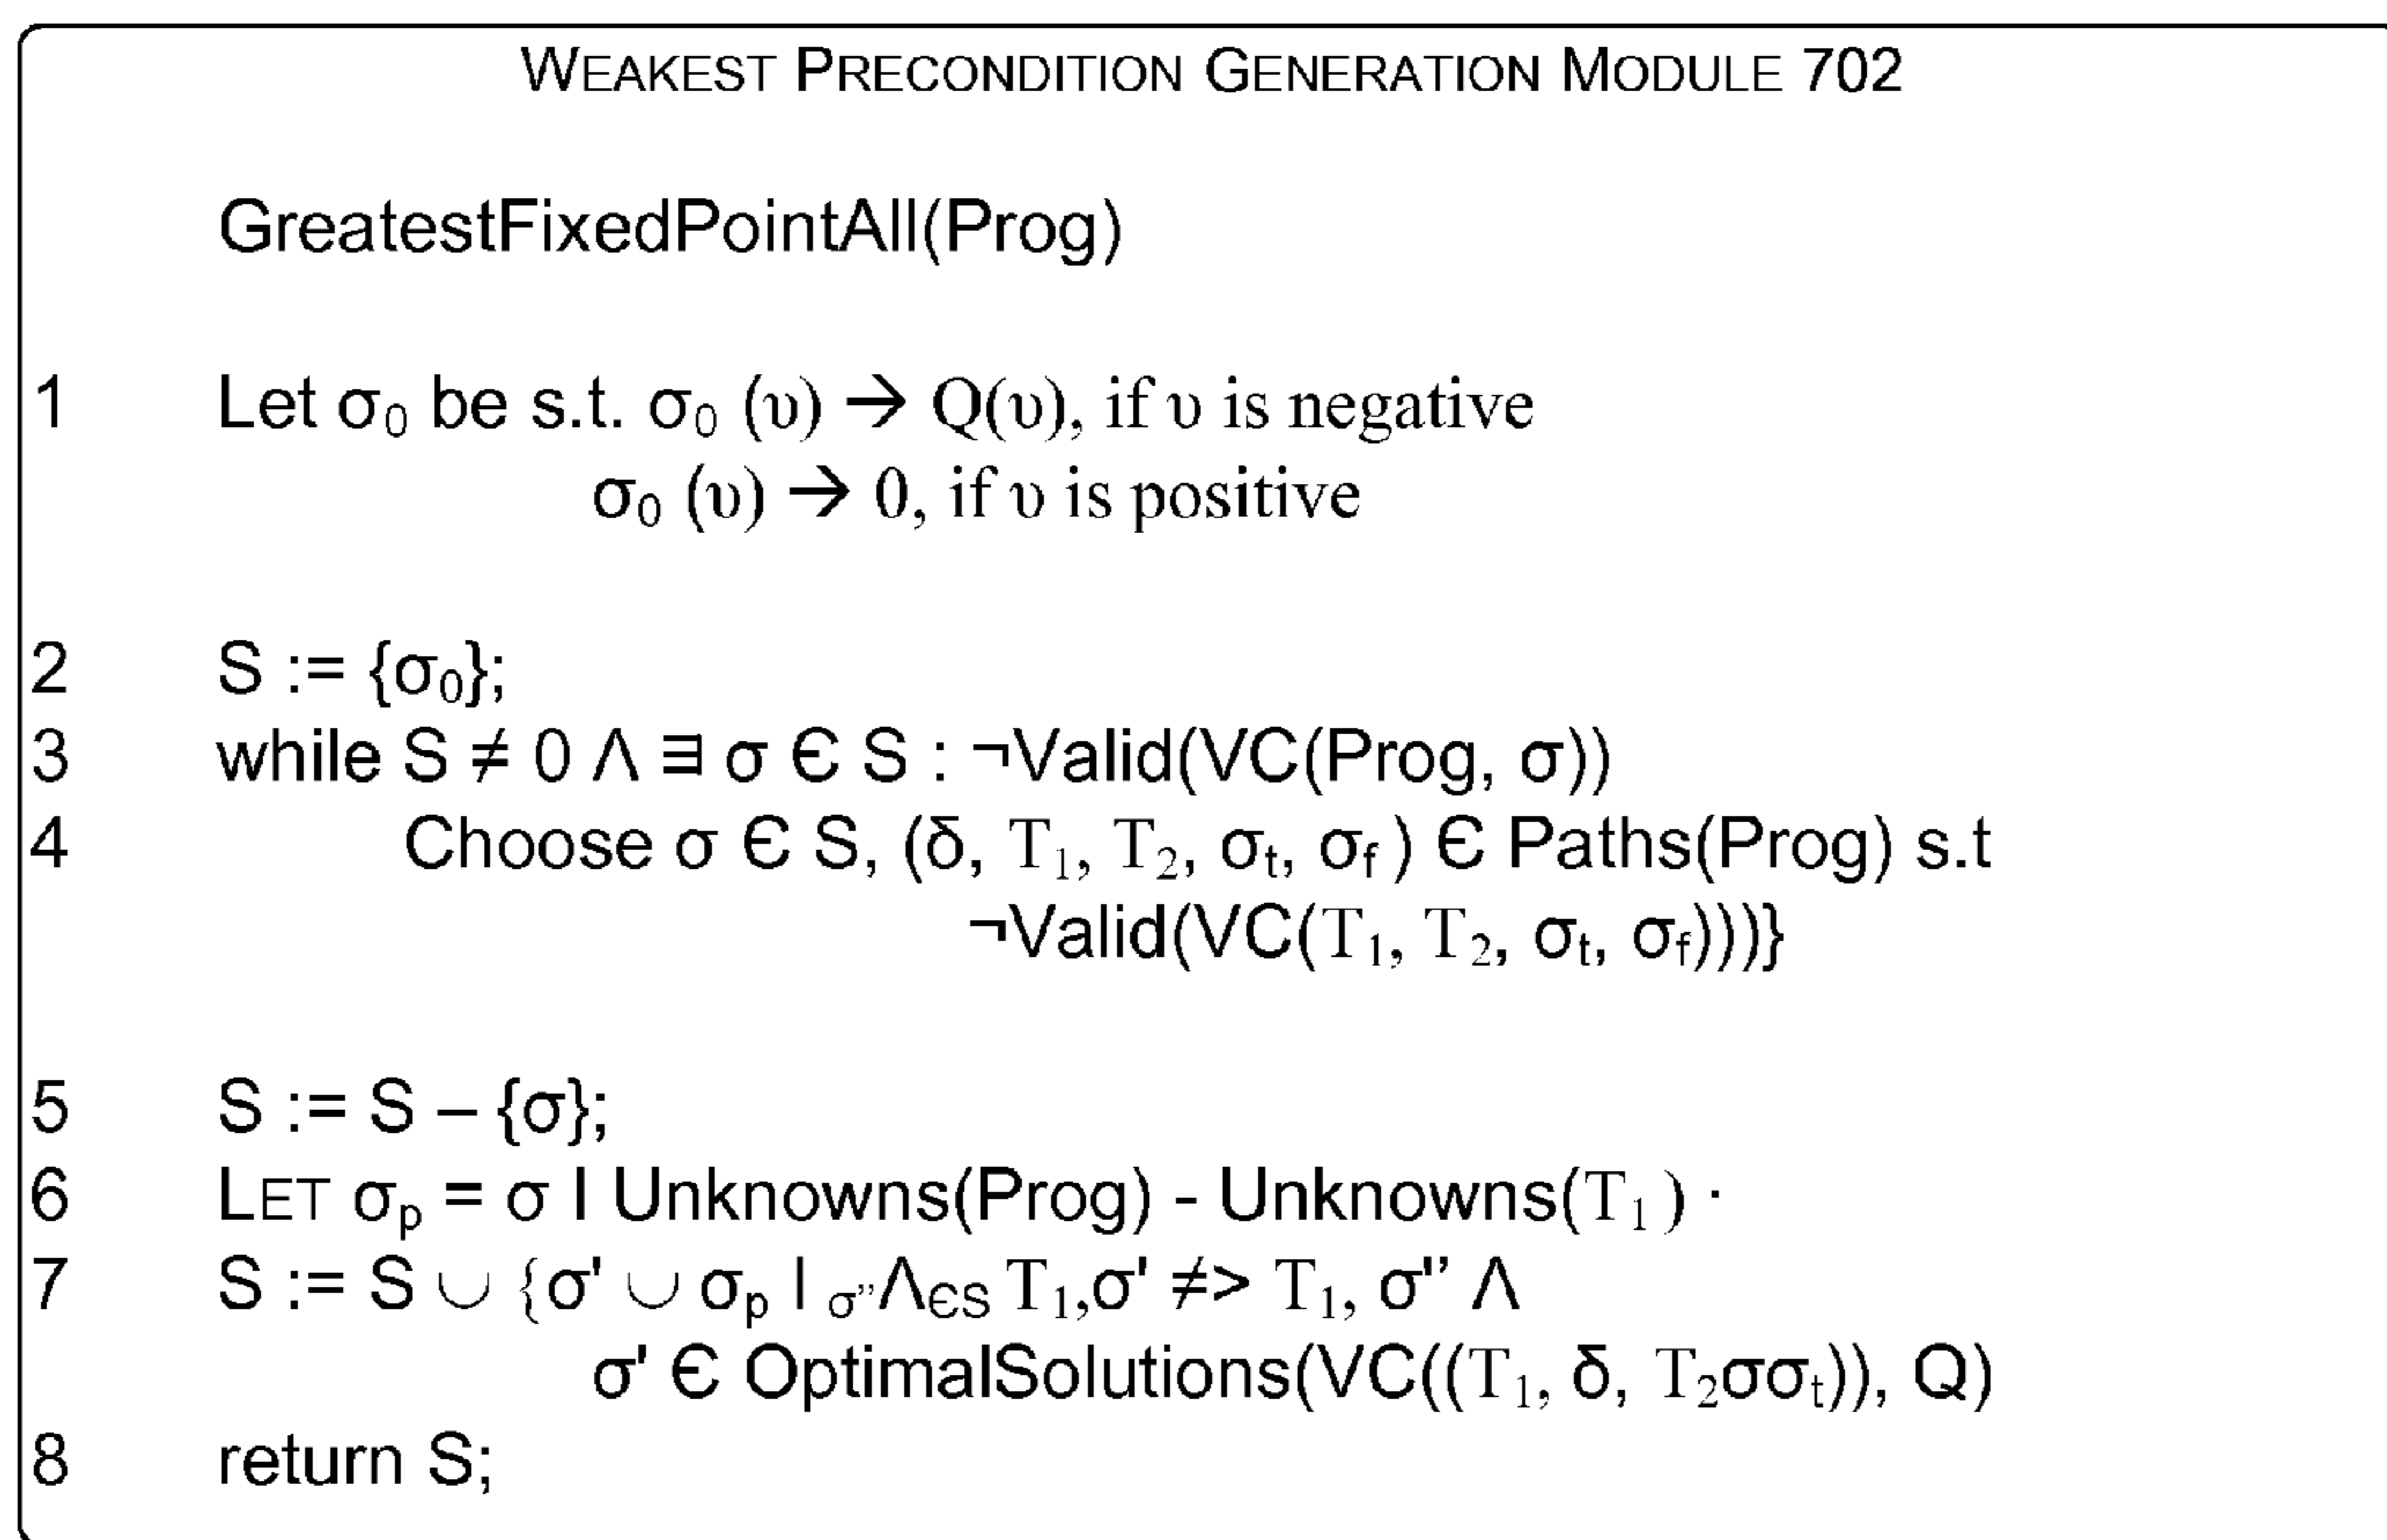 WEAKEST PRECONDITION GENERATION MODULE 702
GreatestFixedPointAll(Prog)
1 Let σ₀ be s.t. σ₀ (υ) → Q(υ), if υ is negative
σ₀ (υ) → 0, if υ is positive
2 S := {σ₀};
3 while S ≠ 0 Λ ∃ σ Є S : ¬Valid(VC(Prog, σ))
4 Choose σ Є S, (δ, T₁, T₂, σₜ, σ_f ) Є Paths(Prog) s.t
¬Valid(VC(T₁, T₂, σₜ, σ_f)))}
5 S := S – {σ};
6 LET σₚ = σ l Unknowns(Prog) - Unknowns(T₁ ) ·
7 S := S ∪ {σ' ∪ σₚ l σ”ΛЄS T₁,σ' ≠> T₁, σ'’ Λ
σ' Є OptimalSolutions(VC((T₁, δ, T₂σσₜ)), Q)
8 return S;